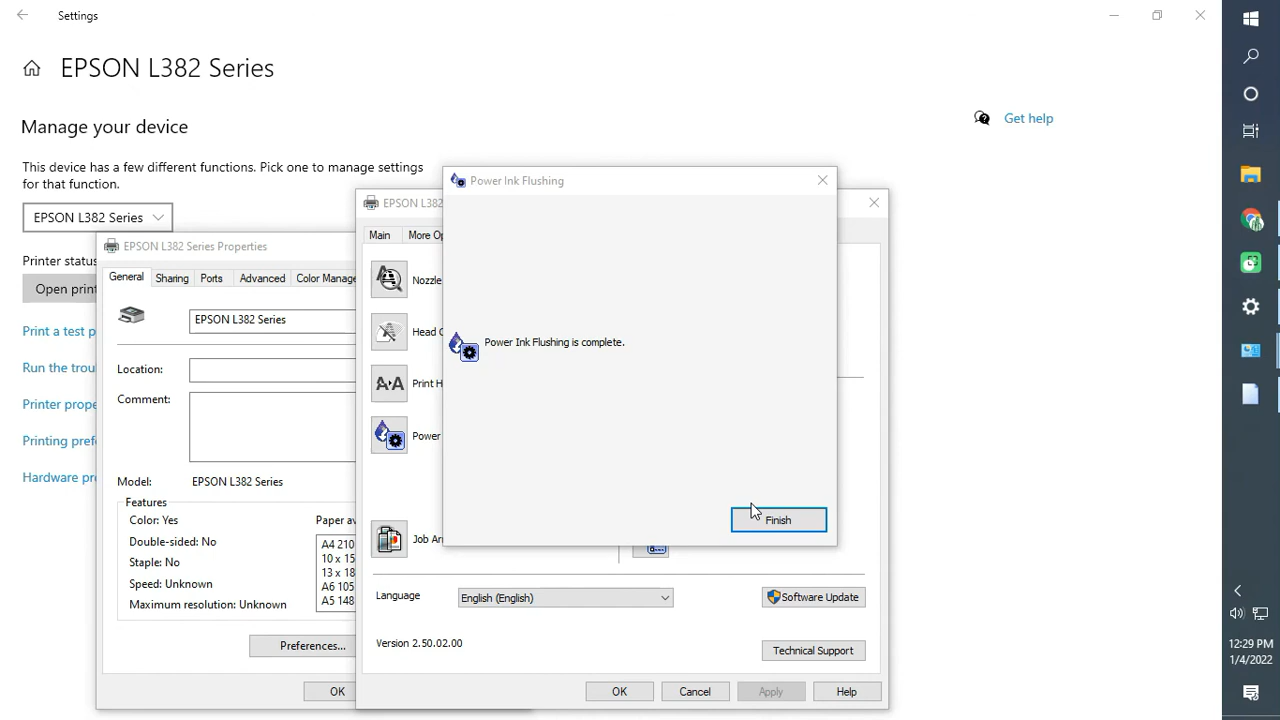 Settings
EPSON L382 Series
Manage your device
This device has a few different functions. Pick one to manage settings
for that function.
EPSON L382 Series
Printer status
Open print
Print a test p
Run the trou
Printer prope
Printing prefe
Hardware pro
Get help
EPSON L382 Series Properties
General
Sharing
Ports
Advanced
Color Manage
EPSON L382 Series
Location:
Comment:
Model:
EPSON L382 Series
Features
Color: Yes
Double-sided: No
Staple: No
Speed: Unknown
Maximum resolution: Unknown
Paper av
A4 210
10 x 15
13 x 18
A6 105
A5 148
Preferences...
OK
EPSON L382
Main
More Op
Nozzle
Head C
Print H
Power
Job Arr
Language
English (English)
Software Update
Version 2.50.02.00
Technical Support
OK
Cancel
Apply
Help
Power Ink Flushing
Power Ink Flushing is complete.
Finish
12:29 PM
1/4/2022